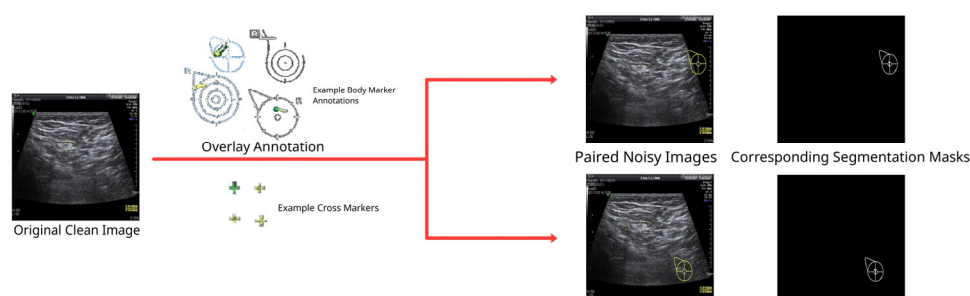 Example Body Marker
Annotations
Overlay Annotation
Example Cross Markers
Original Clean Image
Paired Noisy Images
Corresponding Segmentation Masks